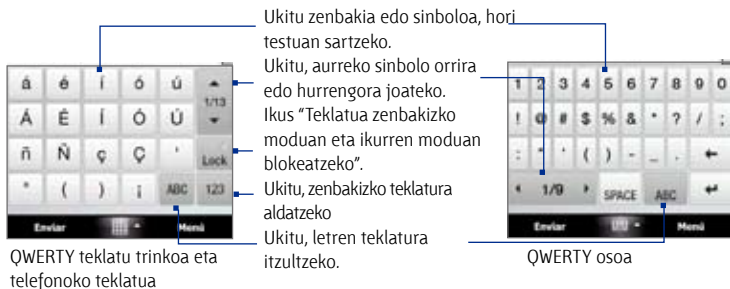 Ukitu zenbakia edo sinboloa, hori
testuan sartzeko.
Ukitu, aurreko sinbolo orrira
edo hurrengora joateko.
Ikus “Teklatua zenbakizko
moduan eta ikurren moduan
blokeatzeko”.
Ukitu, zenbakizko teklatura
aldatzeko
Ukitu, letren teklatura
itzultzeko.
á é í ó ú
1/13
Á É Í Ó Ú
ñ Ñ ç Ç ' Lock
( ) ¡ ABC 123
Enviar Menú
QWERTY teklatu trinkoa eta
telefonoko teklatua
1 2 3 4 5 6 7 8 9 0
! @ # $ % & * ? / ;
: ( ) - _ .
1/9 SPACE ABC
Enviar Menú
QWERTY osoa